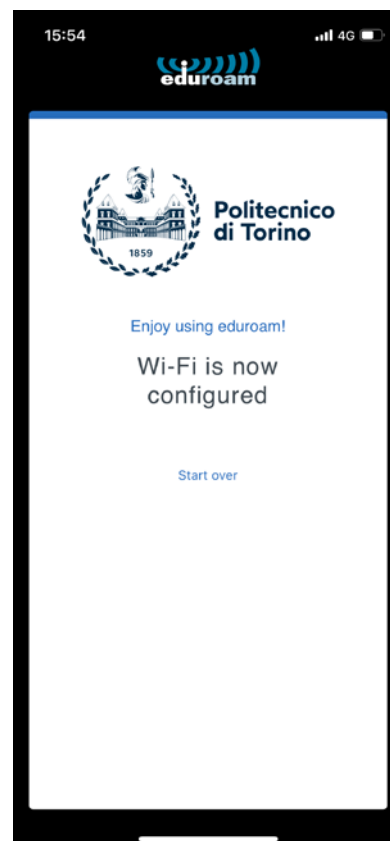 15:54
4G
eduroam
Politecnico
di Torino
1859
Enjoy using eduroam!
Wi-Fi is now
configured
Start over